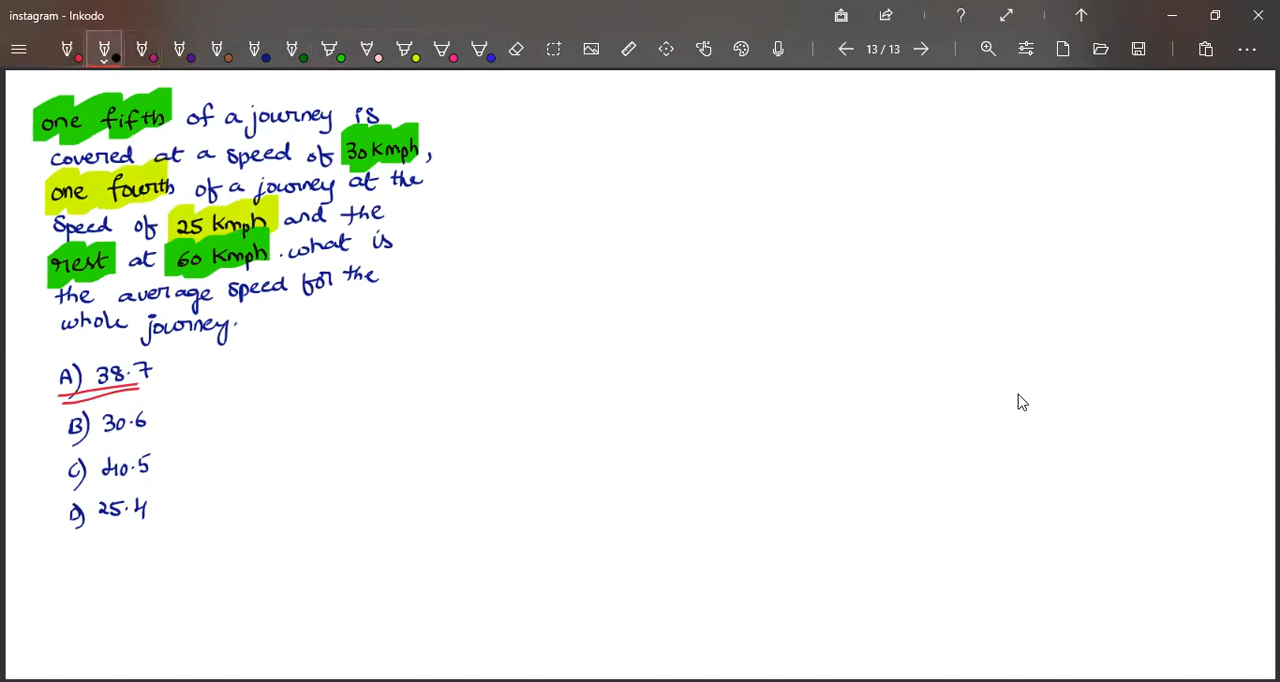 instagram - Inkodo
13 / 13
one fifth of a journey is
covered at a speed of 30 Kmph,
one fourth of a journey at the
speed of 25 Kmph and the
rest at 60 Kmph. what is
the average speed for the
whole journey.
A) 38.7
B) 30.6
C) 40.5
D) 25.4